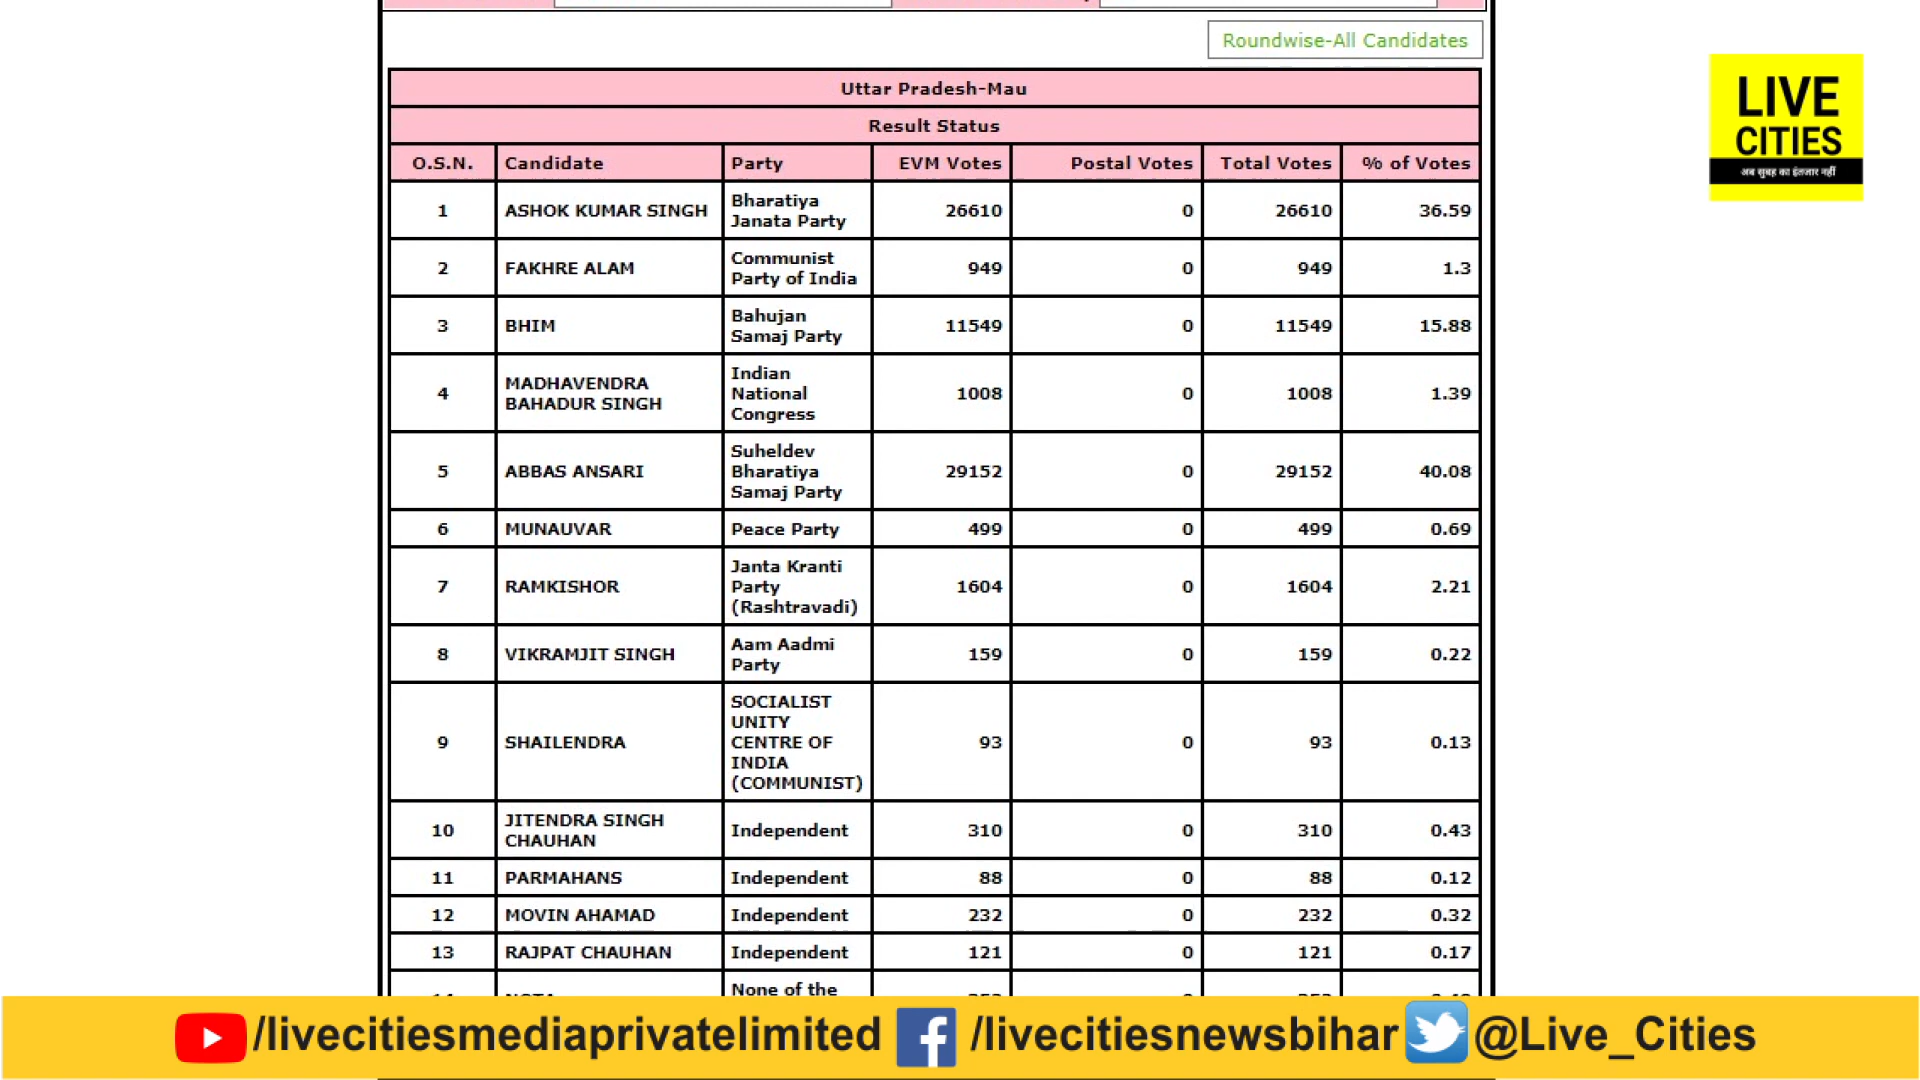 Roundwise-All Candidates
LIVE
CITIES
अब सुबह का इंतजार नहीं
Uttar Pradesh-Mau
Result Status
O.S.N. Candidate Party EVM Votes Postal Votes Total Votes % of Votes
1 ASHOK KUMAR SINGH Bharatiya Janata Party 26610 0 26610 36.59
2 FAKHRE ALAM Communist Party of India 949 0 949 1.3
3 BHIM Bahujan Samaj Party 11549 0 11549 15.88
4 MADHAVENDRA BAHADUR SINGH Indian National Congress 1008 0 1008 1.39
5 ABBAS ANSARI Suheldev Bharatiya Samaj Party 29152 0 29152 40.08
6 MUNAUVAR Peace Party 499 0 499 0.69
7 RAMKISHOR Janta Kranti Party (Rashtravadi) 1604 0 1604 2.21
8 VIKRAMJIT SINGH Aam Aadmi Party 159 0 159 0.22
9 SHAILENDRA SOCIALIST UNITY CENTRE OF INDIA (COMMUNIST) 93 0 93 0.13
10 JITENDRA SINGH CHAUHAN Independent 310 0 310 0.43
11 PARMAHANS Independent 88 0 88 0.12
12 MOVIN AHAMAD Independent 232 0 232 0.32
13 RAJPAT CHAUHAN Independent 121 0 121 0.17
None of the
/livecitiesmediaprivatelimited /livecitiesnewsbihar @Live_Cities